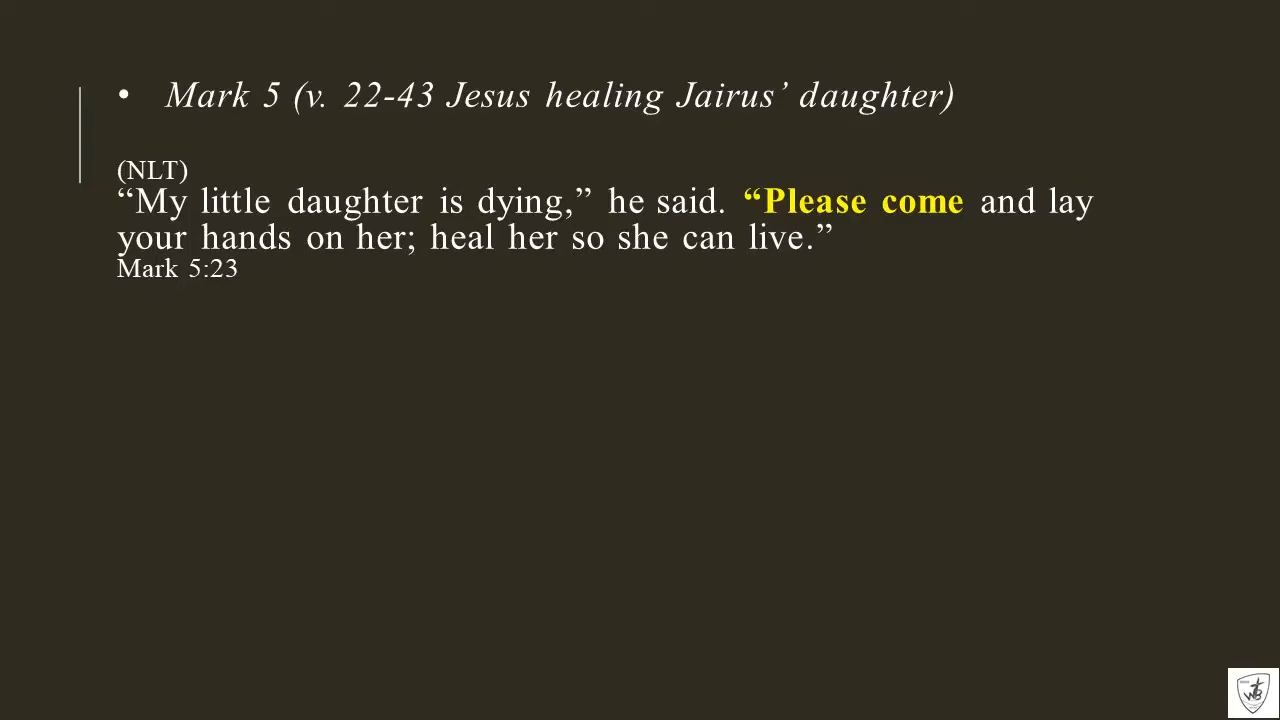 • Mark 5 (v. 22-43 Jesus healing Jairus’ daughter)
(NLT)
“My little daughter is dying,” he said. “Please come and lay
your hands on her; heal her so she can live.”
Mark 5:23